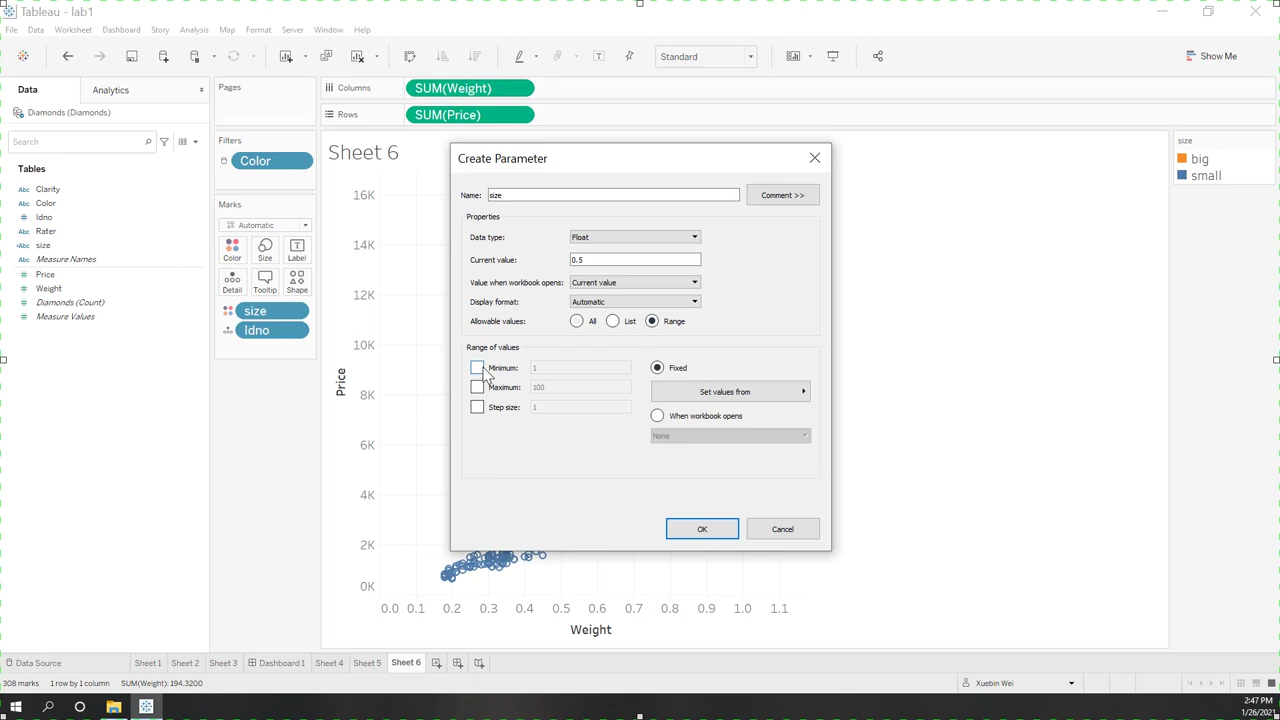 Tableau - lab1
File Data Worksheet Dashboard Story Analysis Map Format Server Window Help
Standard
Show Me
Data
Analytics
Diamonds (Diamonds)
Search
Tables
Abc Clarity
Abc Color
# Idno
Abc Rater
Abc size
Abc Measure Names
# Price
# Weight
# Diamonds (Count)
# Measure Values
Pages
Filters
Color
Marks
Automatic
Color
Size
Label
Detail
Tooltip
Shape
size
Idno
Columns
SUM(Weight)
Rows
SUM(Price)
Sheet 6
16K
14K
12K
10K
8K
6K
4K
2K
0K
Price
0.0 0.1 0.2 0.3 0.4 0.5 0.6 0.7 0.8 0.9 1.0 1.1
Weight
Create Parameter
Name: size
Comment >>
Properties
Data type: Float
Current value: 0.5
Value when workbook opens: Current value
Display format: Automatic
Allowable values: All List Range
Range of values
Minimum: 1
Maximum: 100
Step size: 1
Fixed
Set values from
When workbook opens
None
OK
Cancel
size
big
small
Data Source
Sheet 1
Sheet 2
Sheet 3
Dashboard 1
Sheet 4
Sheet 5
Sheet 6
308 marks 1 row by 1 column SUM(Weight): 194.3200
Xuebin Wei
2:47 PM
1/26/2021